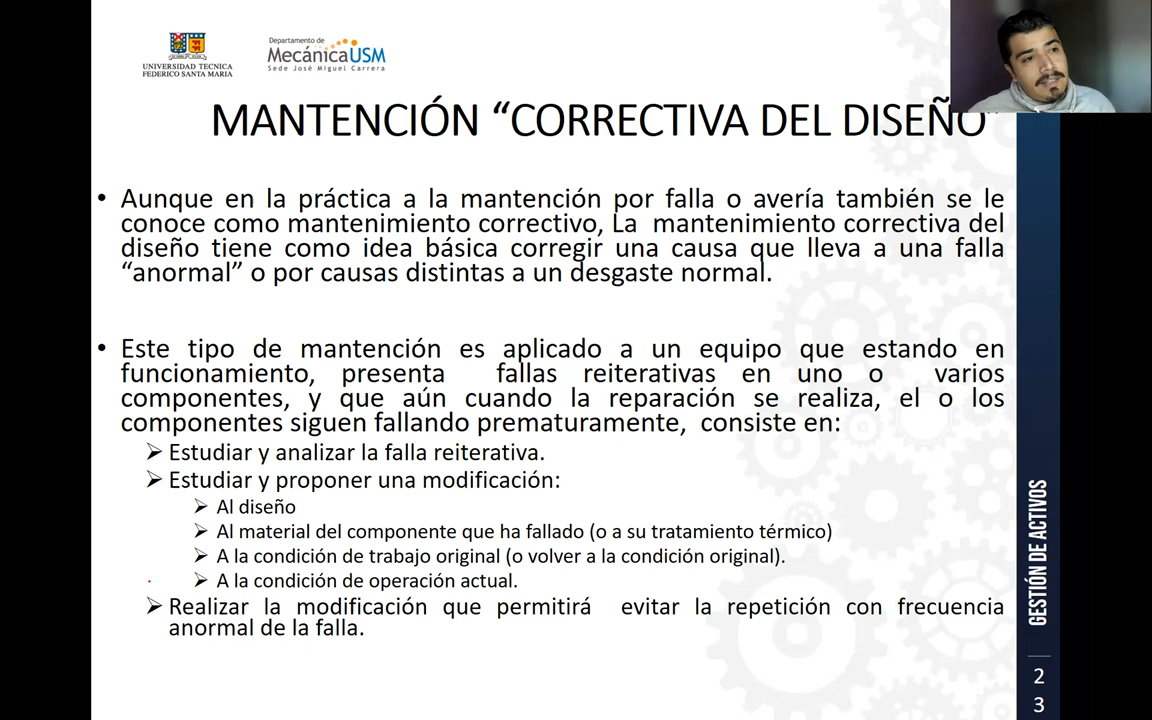 UNIVERSIDAD TECNICA
FEDERICO SANTA MARIA
Departamento de
MecánicaUSM
Sede José Miguel Carrera
MANTENCIÓN “CORRECTIVA DEL DISEÑO”
• Aunque en la práctica a la mantención por falla o avería también se le
conoce como mantenimiento correctivo, La mantenimiento correctiva del
diseño tiene como idea básica corregir una causa que lleva a una falla
“anormal” o por causas distintas a un desgaste normal.
• Este tipo de mantención es aplicado a un equipo que estando en
funcionamiento, presenta fallas reiterativas en uno o varios
componentes, y que aún cuando la reparación se realiza, el o los
componentes siguen fallando prematuramente, consiste en:
➢ Estudiar y analizar la falla reiterativa.
➢ Estudiar y proponer una modificación:
➢ Al diseño
➢ Al material del componente que ha fallado (o a su tratamiento térmico)
➢ A la condición de trabajo original (o volver a la condición original).
➢ A la condición de operación actual.
➢ Realizar la modificación que permitirá evitar la repetición con frecuencia
anormal de la falla.
GESTIÓN DE ACTIVOS
2
3